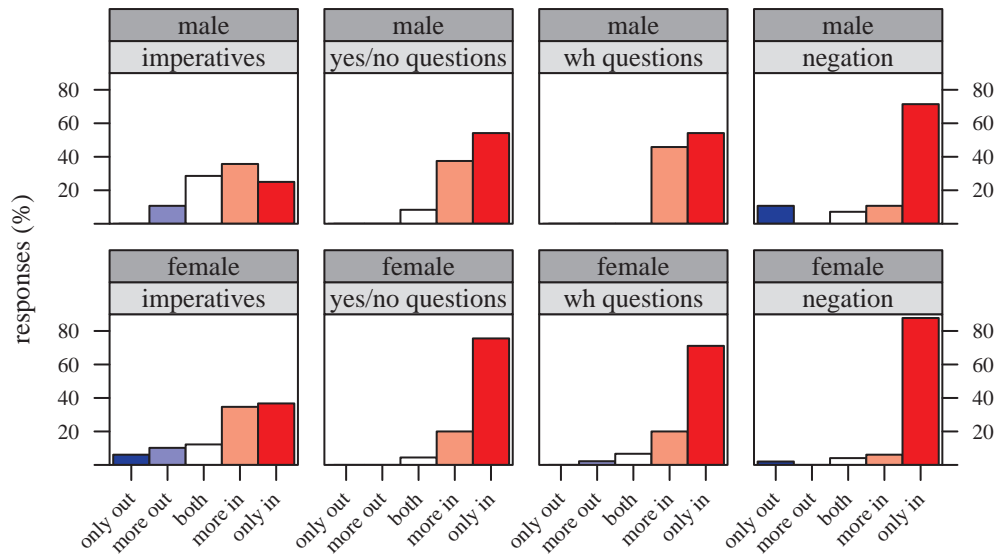 male male male male
imperatives yes/no questions wh questions negation
80 80
60 60
40 40
20 20
responses (%)
female female female female
imperatives yes/no questions wh questions negation
80 80
60 60
40 40
20 20
only out more out both more in only in only out more out both more in only in only out more out both more in only in only out more out both more in only in